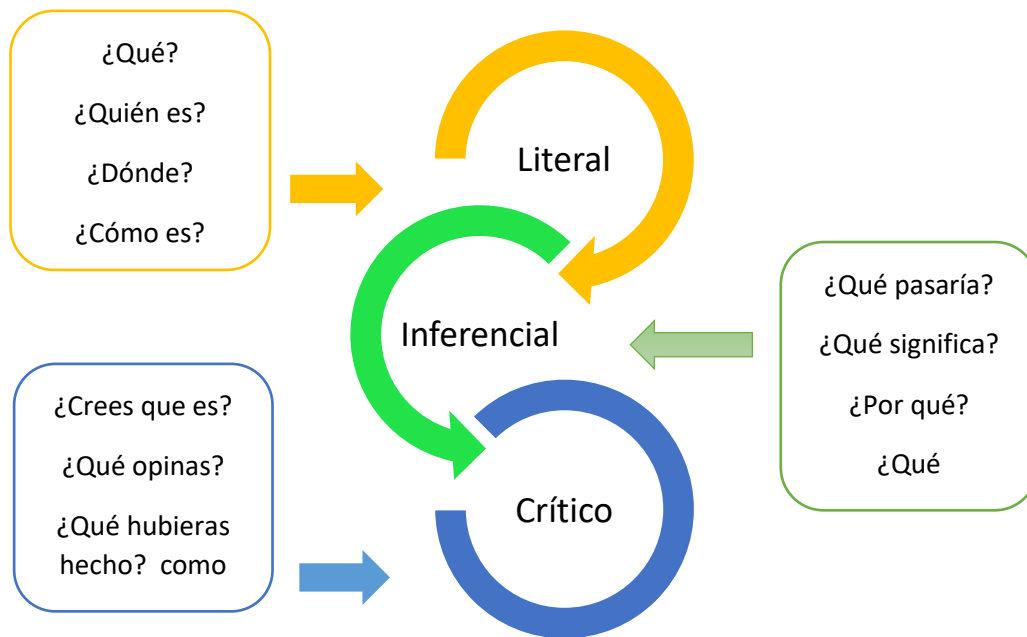 ¿Qué?
¿Quién es?
¿Dónde?
¿Cómo es?
Literal
Inferencial
¿Qué pasaría?
¿Qué significa?
¿Por qué?
¿Qué
¿Crees que es?
¿Qué opinas?
¿Qué hubieras
hecho? como
Crítico